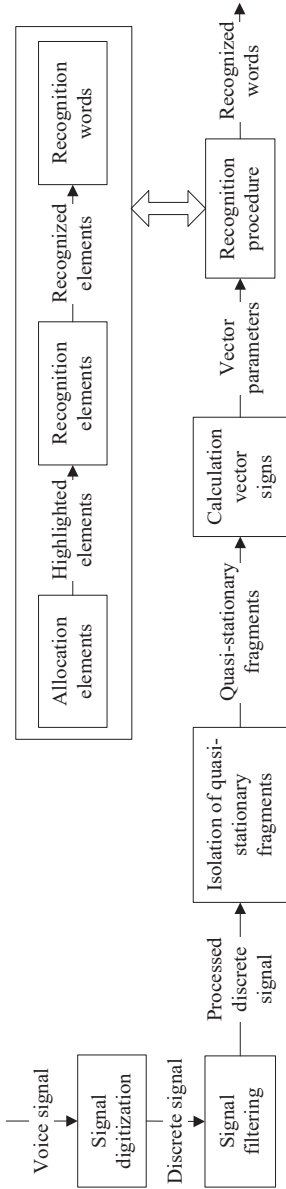 Voice signal
Signal
digitization
Discrete signal
Signal
filtering
Processed
discrete
signal
Isolation of quasi-
stationary
fragments
Quasi-stationary
fragments
Calculation
vector
signs
Vector
parameters
Recognition
procedure
Recognized
words
Allocation
elements
Highlighted
elements
Recognition
elements
Recognized
elements
Recognition
words